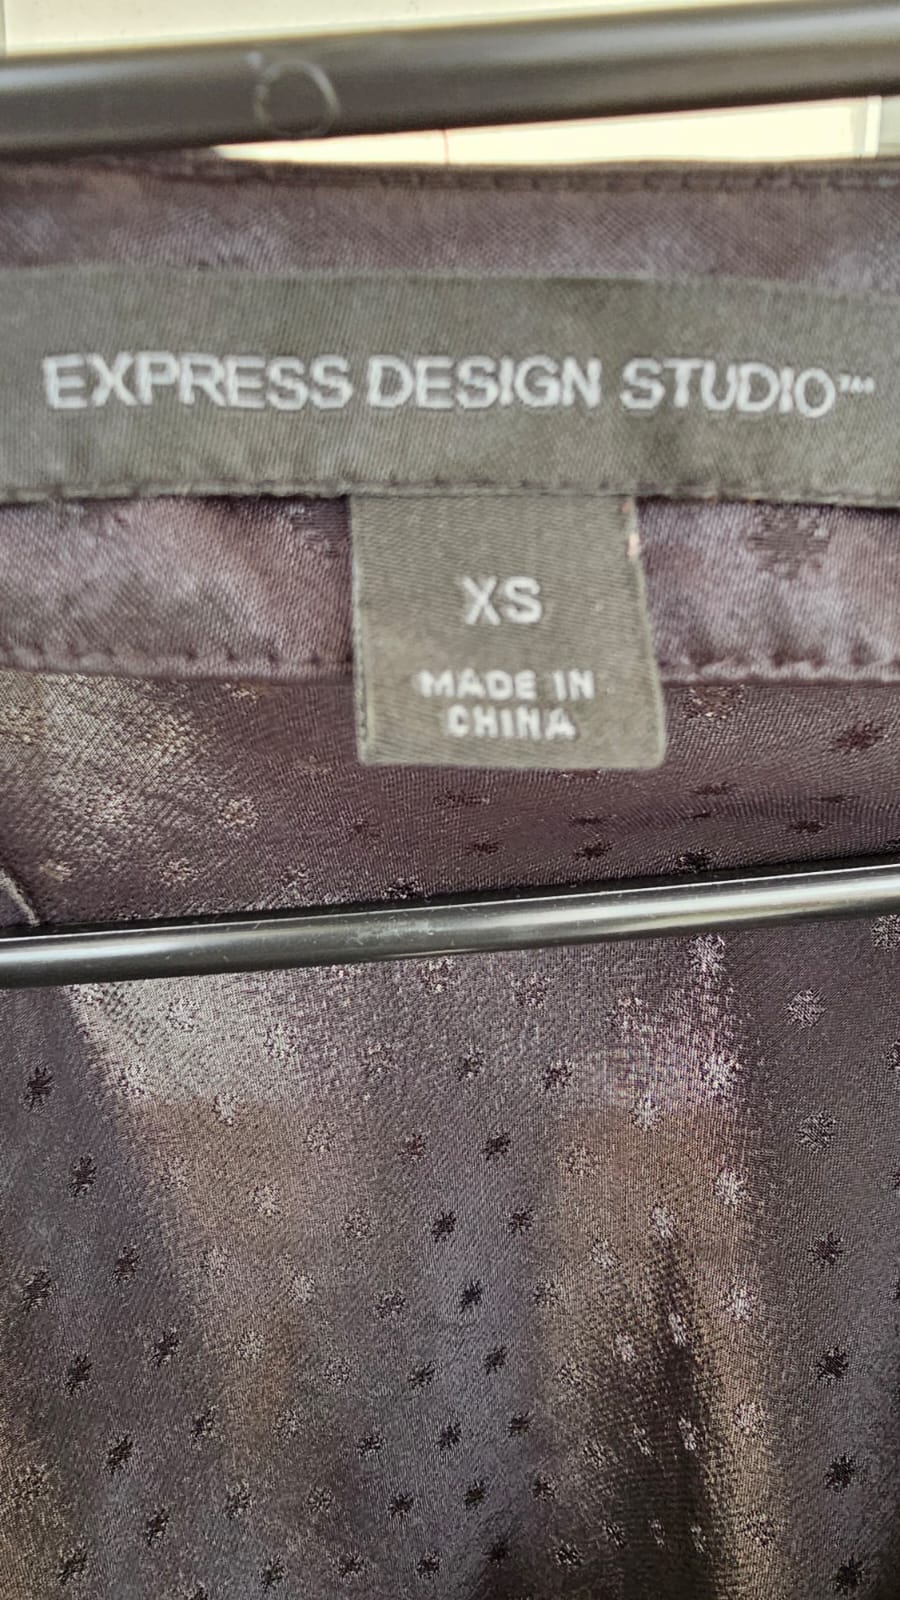 EXPRESS DESIGN STUDIO™
XS
MADE IN
CHINA